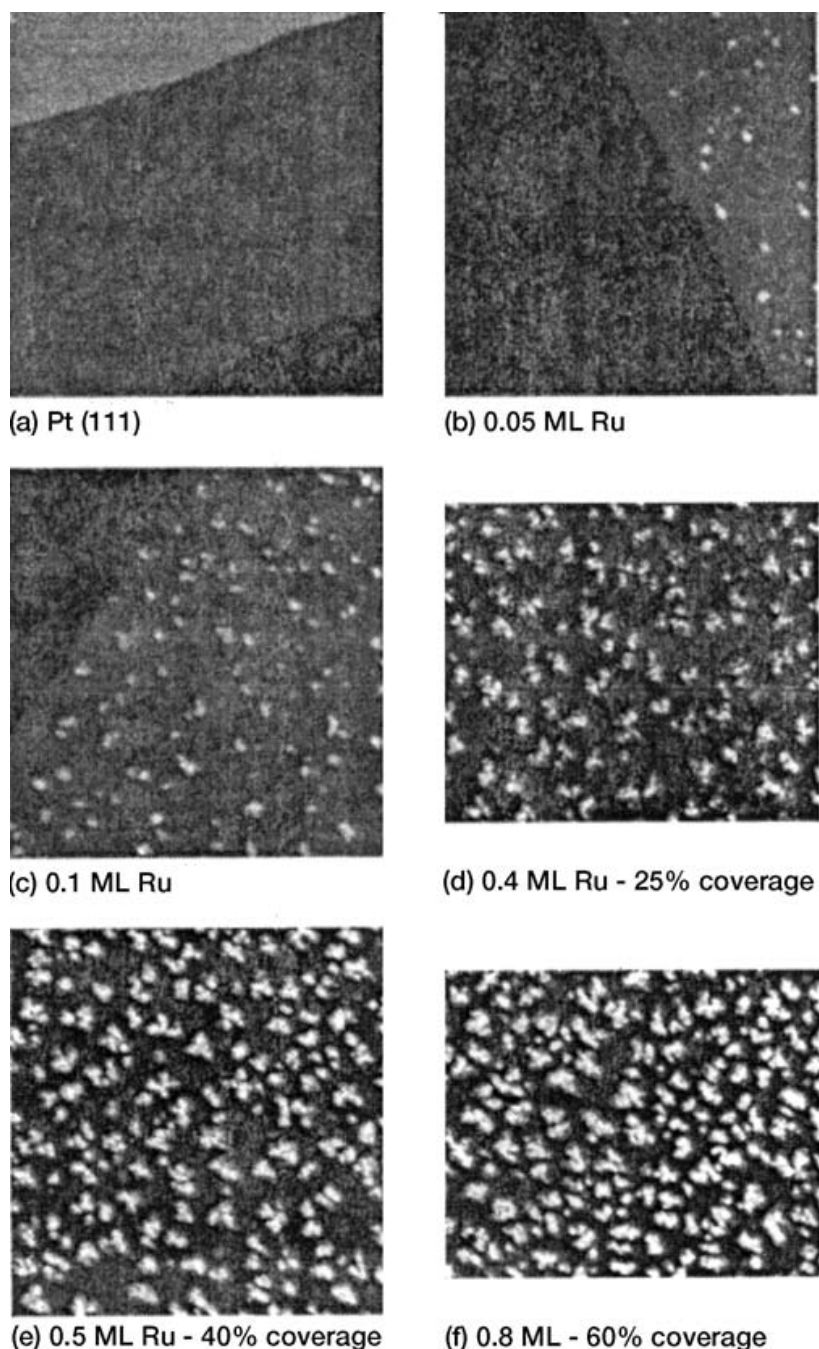 (a) Pt (111)
(b) 0.05 ML Ru
(c) 0.1 ML Ru
(d) 0.4 ML Ru - 25% coverage
(e) 0.5 ML Ru - 40% coverage
(f) 0.8 ML - 60% coverage